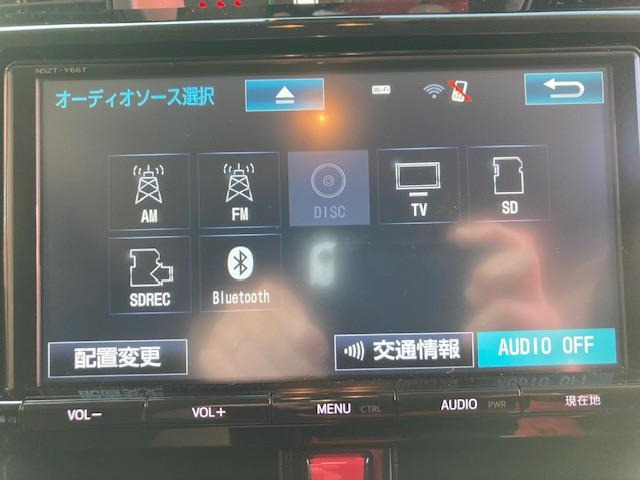 NSZT-Y66T
オーディオソース選択
Wi-Fi
AM
FM
DISC
TV
SD
SDREC
Bluetooth
配置変更
交通情報
AUDIO OFF
VOL−
VOL+
MENU CTRL
AUDIO PWR
現在地